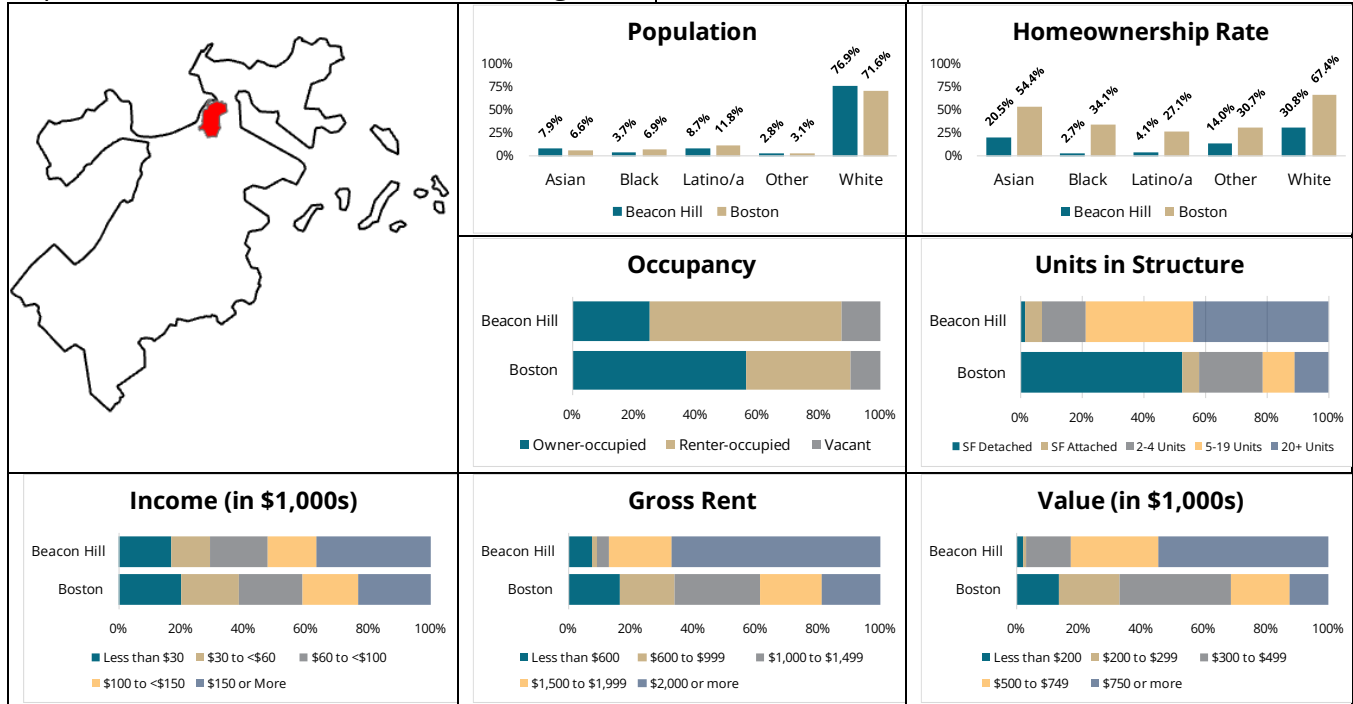 Population
100%
75%
50%
25%
0%
7.9%
6.6%
3.7%
6.9%
8.7%
11.8%
2.8%
3.1%
76.9%
71.6%
Asian Black Latino/a Other White
Beacon Hill Boston
Homeownership Rate
100%
75%
50%
25%
0%
20.5%
54.4%
2.7%
34.1%
4.1%
27.1%
14.0%
30.7%
30.8%
67.4%
Asian Black Latino/a Other White
Beacon Hill Boston
Occupancy
Beacon Hill
Boston
0% 20% 40% 60% 80% 100%
Owner-occupied Renter-occupied Vacant
Units in Structure
Beacon Hill
Boston
0% 20% 40% 60% 80% 100%
SF Detached SF Attached 2-4 Units 5-19 Units 20+ Units
Income (in $1,000s)
Beacon Hill
Boston
0% 20% 40% 60% 80% 100%
Less than $30 $30 to <$60 $60 to <$100
$100 to <$150 $150 or More
Gross Rent
Beacon Hill
Boston
0% 20% 40% 60% 80% 100%
Less than $600 $600 to $999 $1,000 to $1,499
$1,500 to $1,999 $2,000 or more
Value (in $1,000s)
Beacon Hill
Boston
0% 20% 40% 60% 80% 100%
Less than $200 $200 to $299 $300 to $499
$500 to $749 $750 or more